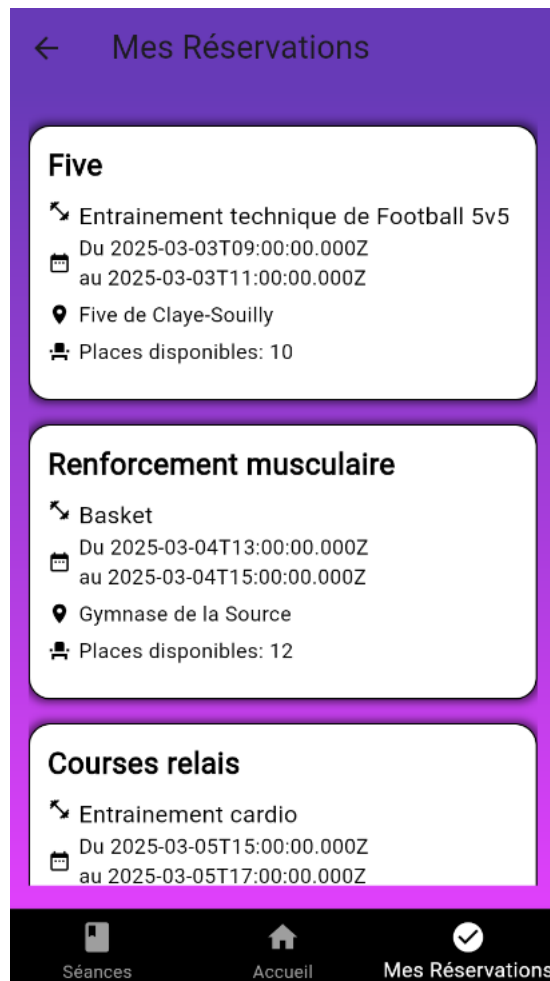 Mes Réservations
Five
Entrainement technique de Football 5v5
Du 2025-03-03T09:00:00.000Z
au 2025-03-03T11:00:00.000Z
Five de Claye-Souilly
Places disponibles: 10
Renforcement musculaire
Basket
Du 2025-03-04T13:00:00.000Z
au 2025-03-04T15:00:00.000Z
Gymnase de la Source
Places disponibles: 12
Courses relais
Entrainement cardio
Du 2025-03-05T15:00:00.000Z
au 2025-03-05T17:00:00.000Z
Séances
Accueil
Mes Réservations